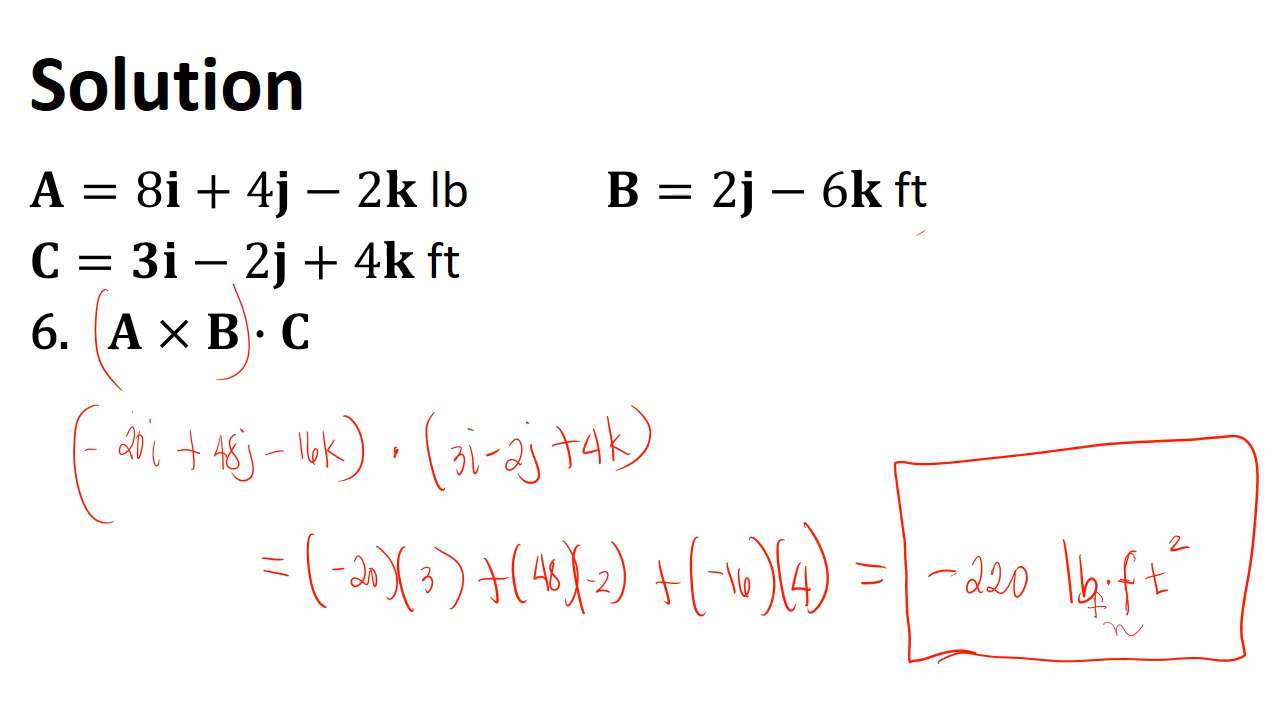 Solution
A = 8i + 4j − 2k lb B = 2j − 6k ft
C = 3i − 2j + 4k ft
6. (A × B) · C
(-20i + 48j - 16k) · (3i - 2j + 4k)
= (-20)(3) + (48)(-2) + (-16)(4) = -220 lb_f·ft²